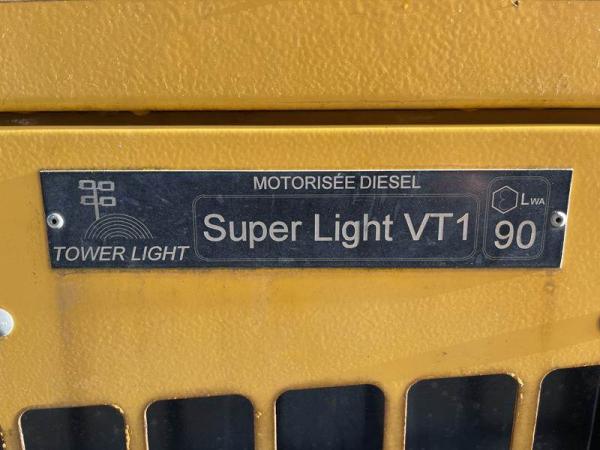 MOTORISÉE DIESEL
TOWER LIGHT
Super Light VT1
LWA
90